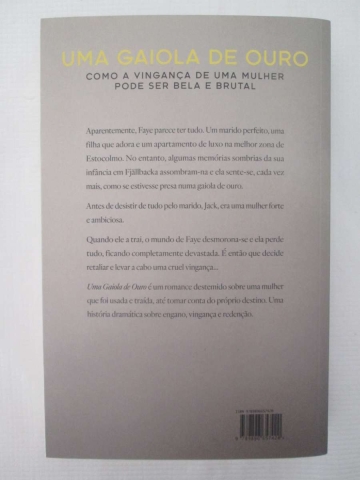 UMA GAIOLA DE OURO
COMO A VINGANÇA DE UMA MULHER
PODE SER BELA E BRUTAL
Aparentemente, Faye parece ter tudo. Um marido perfeito, uma
filha que adora e um apartamento de luxo na melhor zona de
Estocolmo. No entanto, algumas memórias sombrias da sua
infância em Fjällbacka assombram-na e ela sente-se, cada vez
mais, como se estivesse presa numa gaiola de ouro.
Antes de desistir de tudo pelo marido, Jack, era uma mulher forte
e ambiciosa.
Quando ele a trai, o mundo de Faye desmorona-se e ela perde
tudo, ficando completamente devastada. É então que decide
retaliar e levar a cabo uma cruel vingança...
Uma Gaiola de Ouro é um romance destemido sobre uma mulher
que foi usada e traída, até tomar conta do próprio destino. Uma
história dramática sobre engano, vingança e redenção.